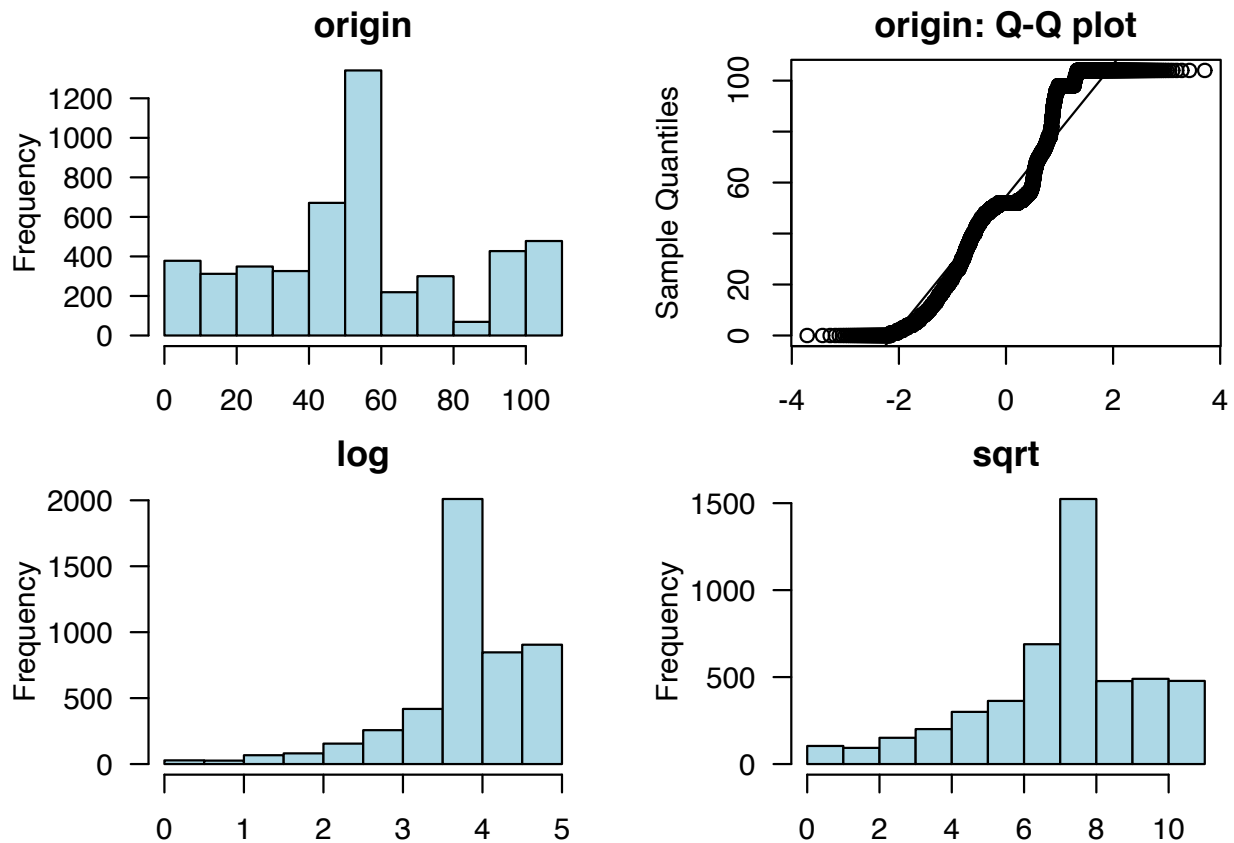 origin
Frequency
0 200 400 600 800 1000 1200
0 20 40 60 80 100
origin: Q-Q plot
Sample Quantiles
0 20 60 100
-4 -2 0 2 4
log
Frequency
0 500 1000 1500 2000
0 1 2 3 4 5
sqrt
Frequency
0 500 1000 1500
0 2 4 6 8 10